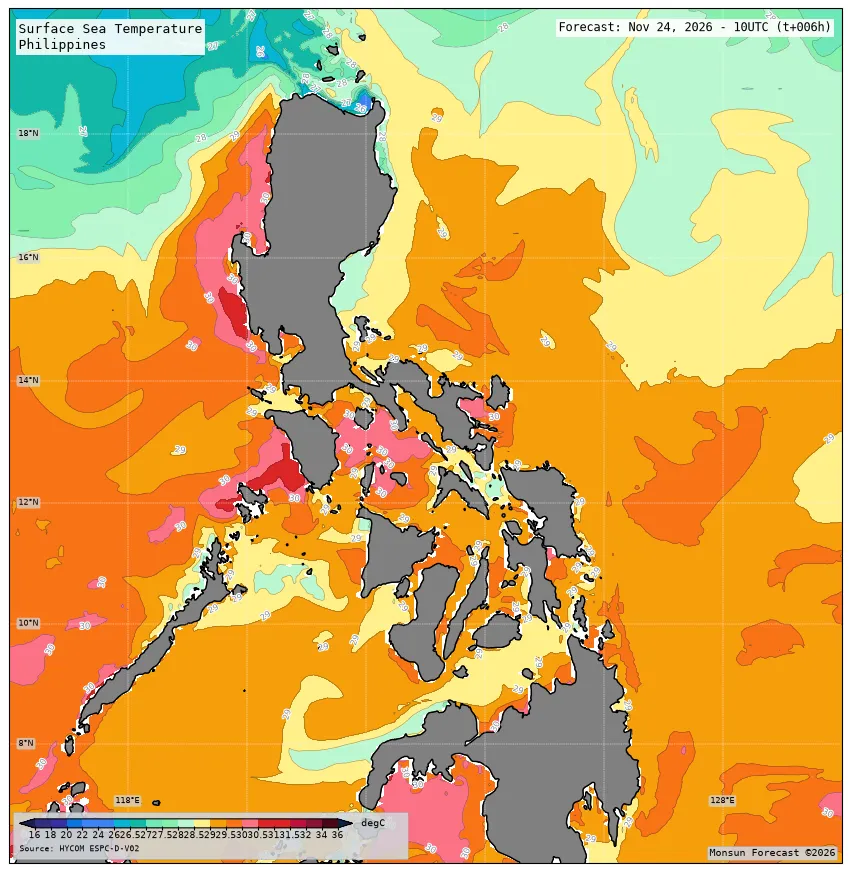 Surface Sea Temperature
Philippines
Forecast: Nov 24, 2026 - 10UTC (t+006h)
18°N
16°N
14°N
12°N
10°N
8°N
118°E
128°E
16 18 20 22 24 26 26.5 27 27.5 28 28.5 29 29.5 30 30.5 31 31.5 32 34 36
degC
Source: HYCOM ESPC-D-V02
Monsun Forecast ©2026